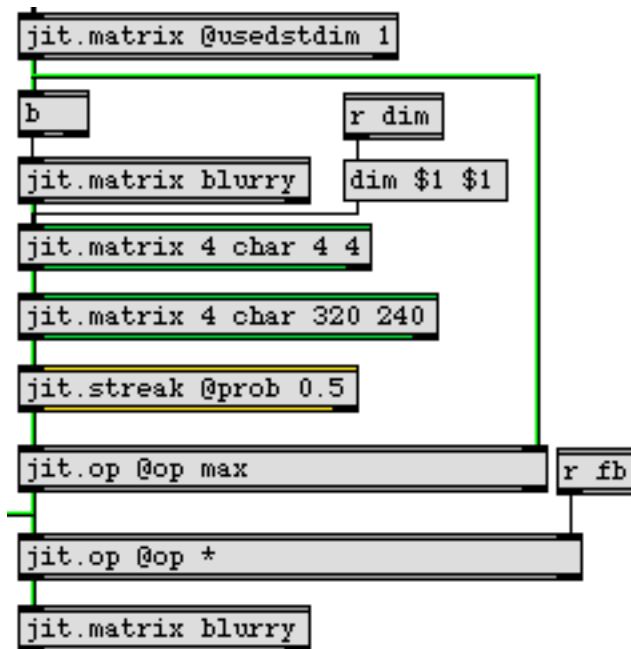 jit.matrix @usedstdim 1
b
r dim
jit.matrix blurry
dim $1 $1
jit.matrix 4 char 4 4
jit.matrix 4 char 320 240
jit.streak @prob 0.5
jit.op @op max
r fb
jit.op @op *
jit.matrix blurry